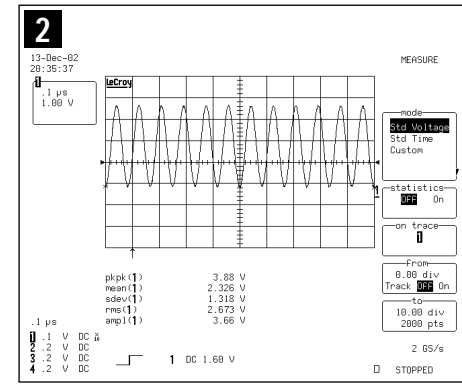 2
13-Dec-02
20:35:37
MEASURE
LeCroy
1
.1 µs
1.00 V
mode
Std Voltage
Std Time
Custom
statistics
OFF On
on trace
1
from
0.00 div
Track OFF On
to
10.00 div
2000 pts
1
pkpk(1) 3.88 V
mean(1) 2.326 V
sdev(1) 1.318 V
rms(1) 2.673 V
ampl(1) 3.66 V
.1 µs
1 .1 V DC
2 .2 V DC
3 .2 V DC
4 .2 V DC
1 DC 1.60 V
2 GS/s
STOPPED